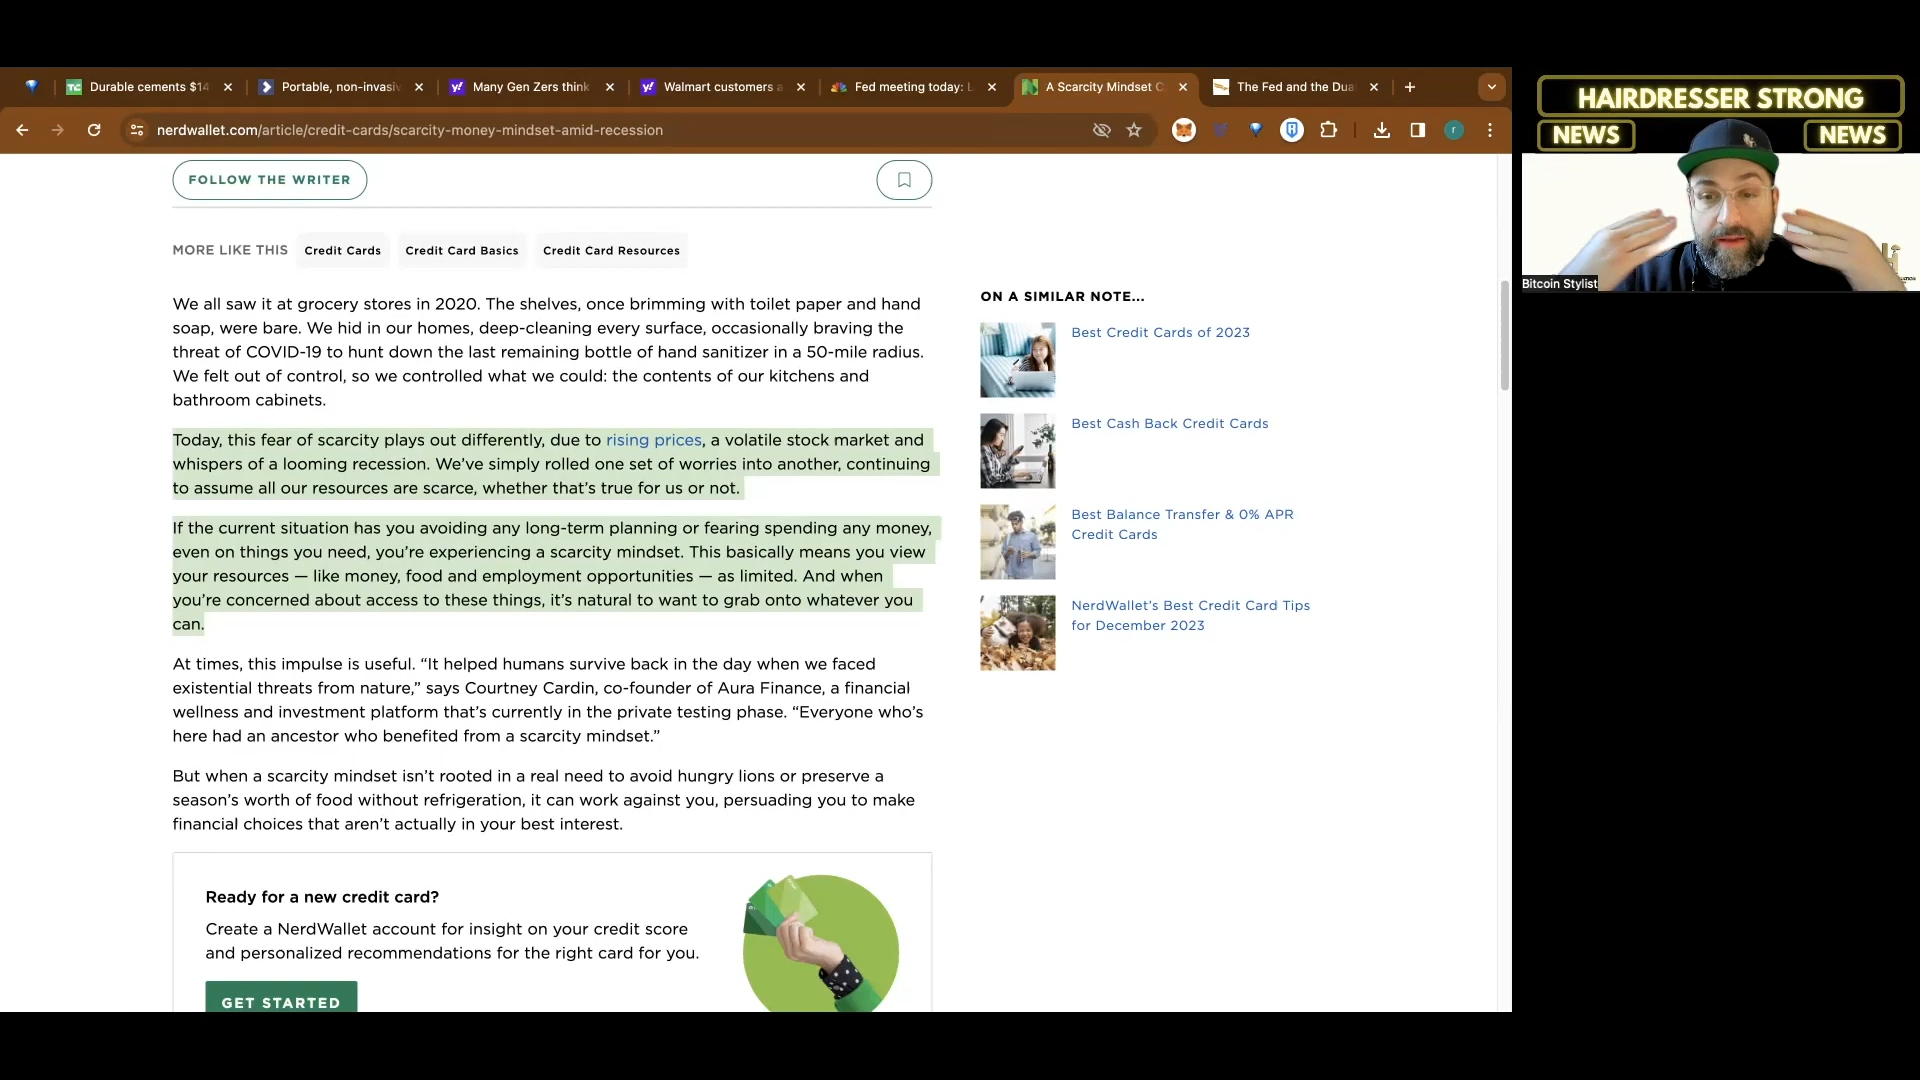 Durable cements $14
Portable, non-invasiv
Many Gen Zers think
Walmart customers a
Fed meeting today: L
A Scarcity Mindset C
The Fed and the Dua
nerdwallet.com/article/credit-cards/scarcity-money-mindset-amid-recession
HAIRDRESSER STRONG
NEWS NEWS
Bitcoin Stylist
FOLLOW THE WRITER
MORE LIKE THIS Credit Cards Credit Card Basics Credit Card Resources
We all saw it at grocery stores in 2020. The shelves, once brimming with toilet paper and hand
soap, were bare. We hid in our homes, deep-cleaning every surface, occasionally braving the
threat of COVID-19 to hunt down the last remaining bottle of hand sanitizer in a 50-mile radius.
We felt out of control, so we controlled what we could: the contents of our kitchens and
bathroom cabinets.
Today, this fear of scarcity plays out differently, due to rising prices, a volatile stock market and
whispers of a looming recession. We’ve simply rolled one set of worries into another, continuing
to assume all our resources are scarce, whether that’s true for us or not.
If the current situation has you avoiding any long-term planning or fearing spending any money,
even on things you need, you’re experiencing a scarcity mindset. This basically means you view
your resources — like money, food and employment opportunities — as limited. And when
you’re concerned about access to these things, it’s natural to want to grab onto whatever you
can.
At times, this impulse is useful. “It helped humans survive back in the day when we faced
existential threats from nature,” says Courtney Cardin, co-founder of Aura Finance, a financial
wellness and investment platform that’s currently in the private testing phase. “Everyone who’s
here had an ancestor who benefited from a scarcity mindset.”
But when a scarcity mindset isn’t rooted in a real need to avoid hungry lions or preserve a
season’s worth of food without refrigeration, it can work against you, persuading you to make
financial choices that aren’t actually in your best interest.
Ready for a new credit card?
Create a NerdWallet account for insight on your credit score
and personalized recommendations for the right card for you.
GET STARTED
ON A SIMILAR NOTE...
Best Credit Cards of 2023
Best Cash Back Credit Cards
Best Balance Transfer & 0% APR
Credit Cards
NerdWallet’s Best Credit Card Tips
for December 2023